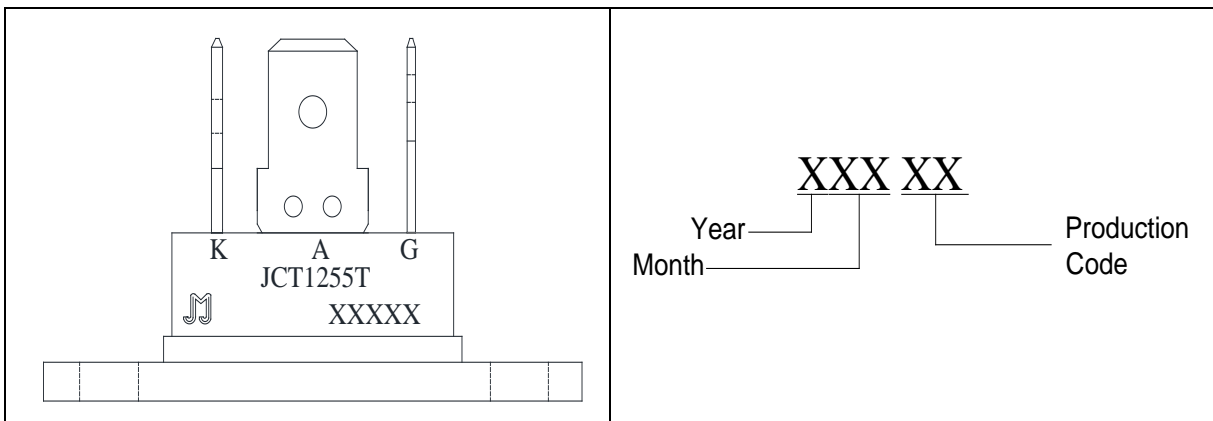 K A G
JCT1255T
XXXXX
XXX XX
Year
Month
Production
Code